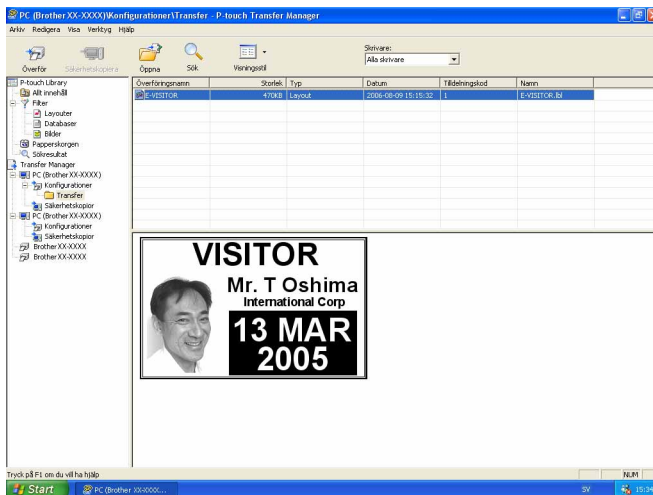 PC (Brother XX-XXXX)\Konfigurationer\Transfer - P-touch Transfer Manager
Arkiv Redigera Visa Verktyg Hjälp
Överför Säkerhetskopiera Öppna Sök Visningsstil
Skrivare:
Alla skrivare
P-touch Library
Allt innehåll
Filter
Layouter
Databaser
Bilder
Papperskorgen
Sökresultat
Transfer Manager
PC (Brother XX-XXXX)
Konfigurationer
Transfer
Säkerhetskopior
PC (Brother XX-XXXX)
Konfigurationer
Säkerhetskopior
Brother XX-XXXX
Brother XX-XXXX
Överföringsnamn Storlek Typ Datum Tilldelningskod Namn
E-VISITOR 470KB Layout 2006-08-09 15:15:32 1 E-VISITOR.lbl
VISITOR
Mr. T Oshima
International Corp
13 MAR
2005
Tryck på F1 om du vill ha hjälp
NUM
Start PC (Brother XX-XXXX... SV 15:34